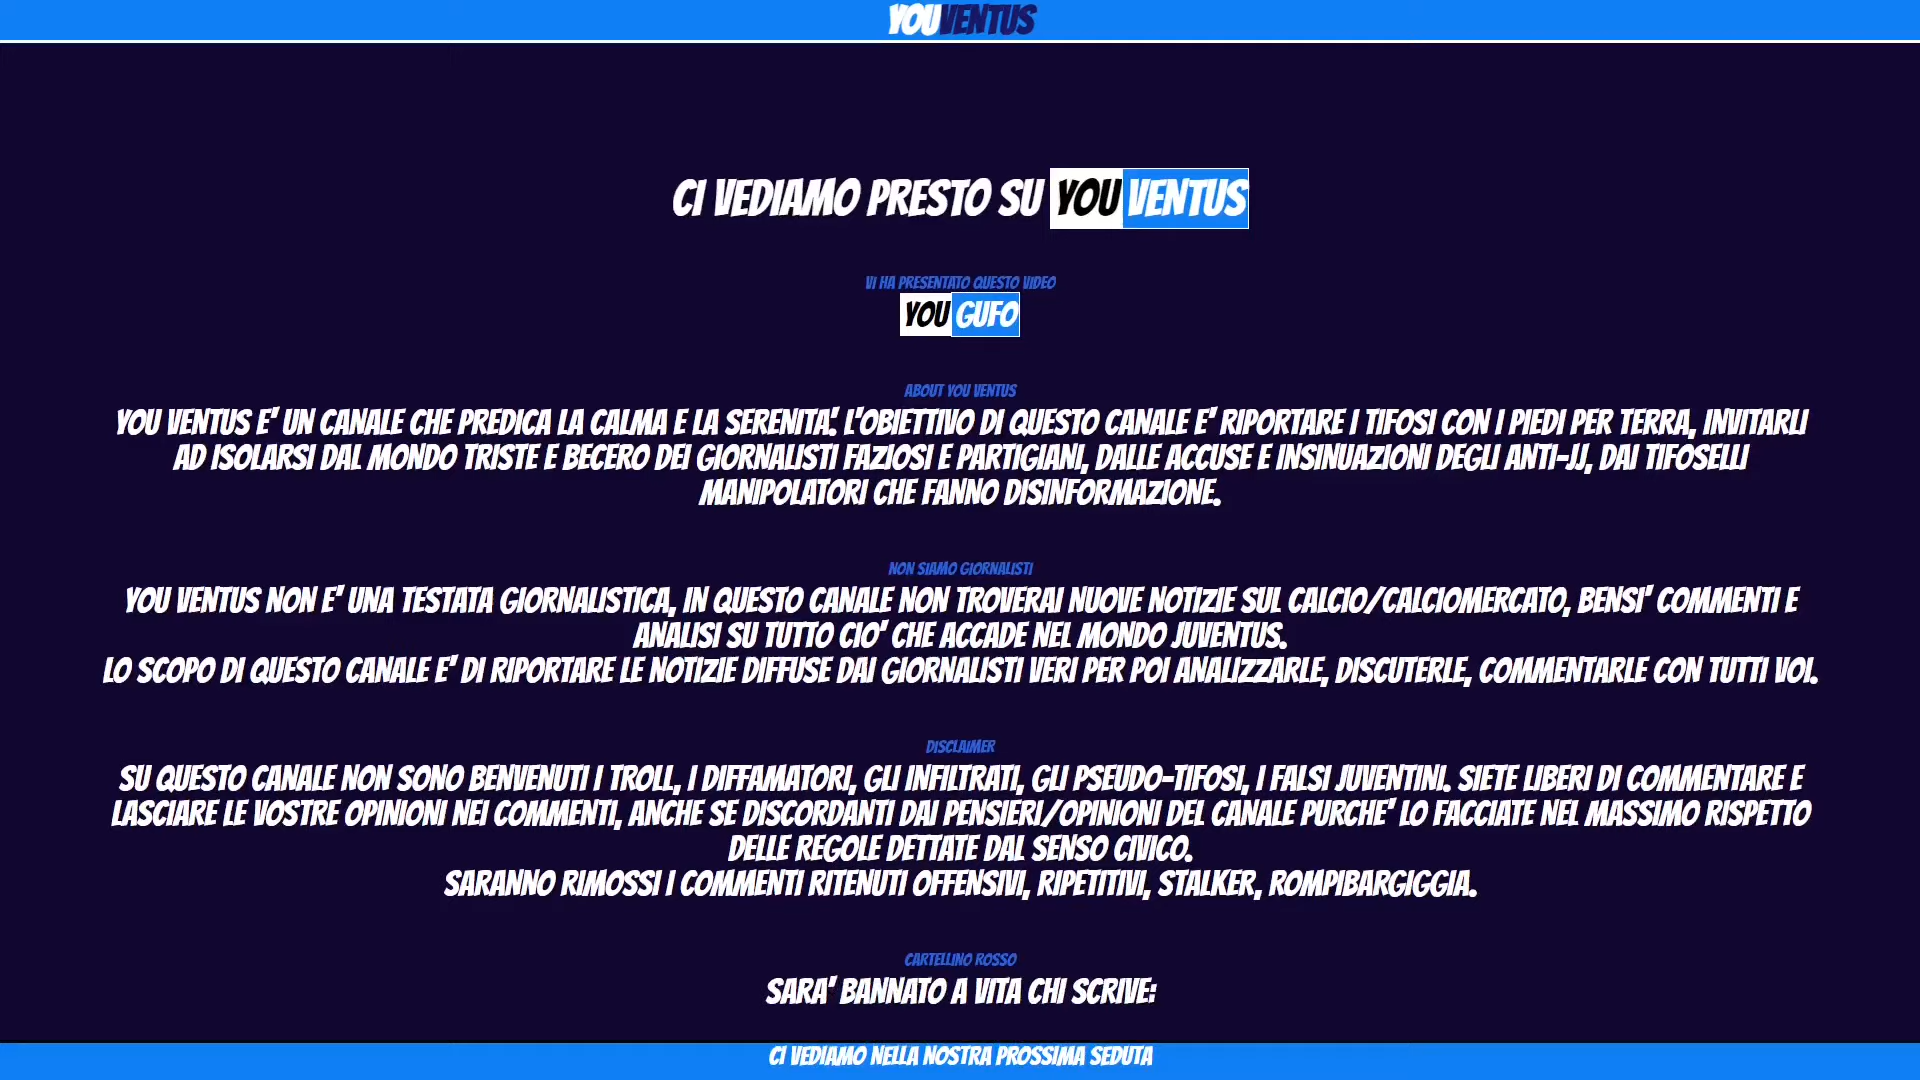 YOUVENTUS
CI VEDIAMO PRESTO SU YOU VENTUS
VI HA PRESENTATO QUESTO VIDEO
YOU GUFO
ABOUT YOU VENTUS
YOU VENTUS E' UN CANALE CHE PREDICA LA CALMA E LA SERENITA'. L'OBIETTIVO DI QUESTO CANALE E' RIPORTARE I TIFOSI CON I PIEDI PER TERRA, INVITARLI
AD ISOLARSI DAL MONDO TRISTE E BECERO DEI GIORNALISTI FAZIOSI E PARTIGIANI, DALLE ACCUSE E INSINUAZIONI DEGLI ANTI-JJ, DAI TIFOSELLI
MANIPOLATORI CHE FANNO DISINFORMAZIONE.
NON SIAMO GIORNALISTI
YOU VENTUS NON E' UNA TESTATA GIORNALISTICA, IN QUESTO CANALE NON TROVERAI NUOVE NOTIZIE SUL CALCIO/CALCIOMERCATO, BENSI' COMMENTI E
ANALISI SU TUTTO CIO' CHE ACCADE NEL MONDO JUVENTUS.
LO SCOPO DI QUESTO CANALE E' DI RIPORTARE LE NOTIZIE DIFFUSE DAI GIORNALISTI VERI PER POI ANALIZZARLE, DISCUTERLE, COMMENTARLE CON TUTTI VOI.
DISCLAIMER
SU QUESTO CANALE NON SONO BENVENUTI I TROLL, I DIFFAMATORI, GLI INFILTRATI, GLI PSEUDO-TIFOSI, I FALSI JUVENTINI. SIETE LIBERI DI COMMENTARE E
LASCIARE LE VOSTRE OPINIONI NEI COMMENTI, ANCHE SE DISCORDANTI DAI PENSIERI/OPINIONI DEL CANALE PURCHE' LO FACCIATE NEL MASSIMO RISPETTO
DELLE REGOLE DETTATE DAL SENSO CIVICO.
SARANNO RIMOSSI I COMMENTI RITENUTI OFFENSIVI, RIPETITIVI, STALKER, ROMPIBARGIGGIA.
CARTELLINO ROSSO
SARA' BANNATO A VITA CHI SCRIVE:
CI VEDIAMO NELLA NOSTRA PROSSIMA SEDUTA